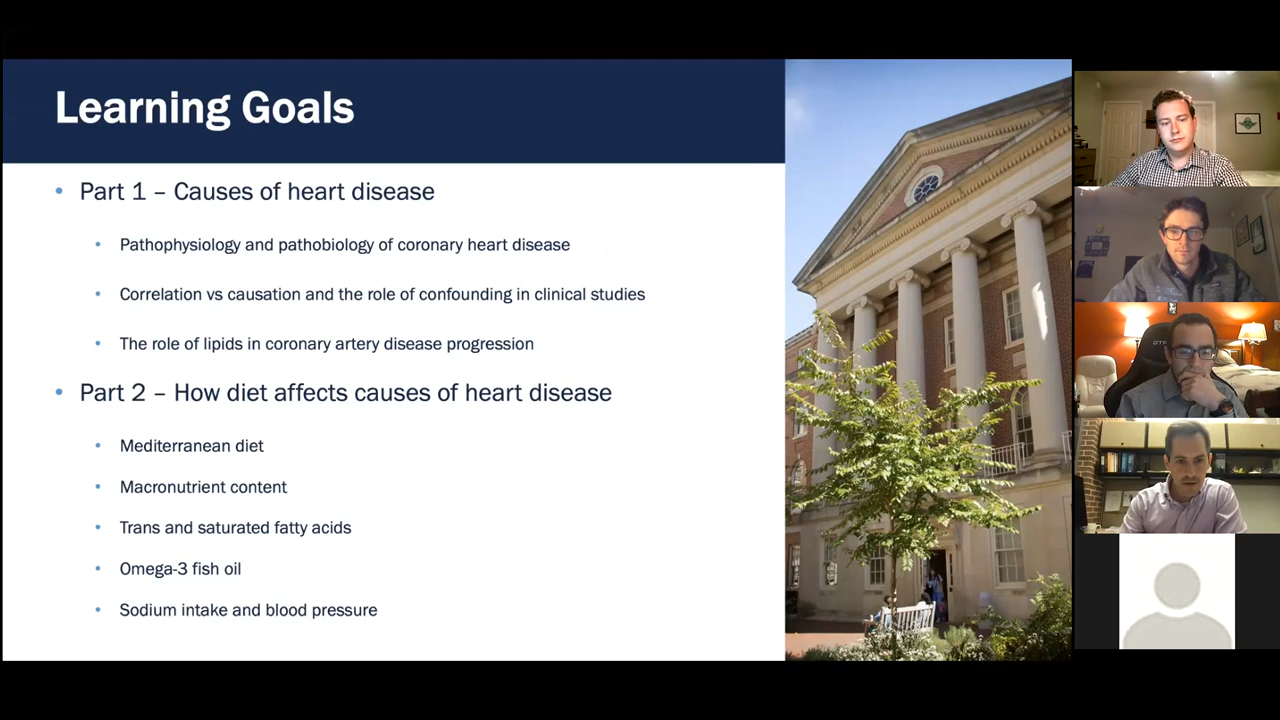 Learning Goals
• Part 1 – Causes of heart disease
• Pathophysiology and pathobiology of coronary heart disease
• Correlation vs causation and the role of confounding in clinical studies
• The role of lipids in coronary artery disease progression
• Part 2 – How diet affects causes of heart disease
• Mediterranean diet
• Macronutrient content
• Trans and saturated fatty acids
• Omega-3 fish oil
• Sodium intake and blood pressure